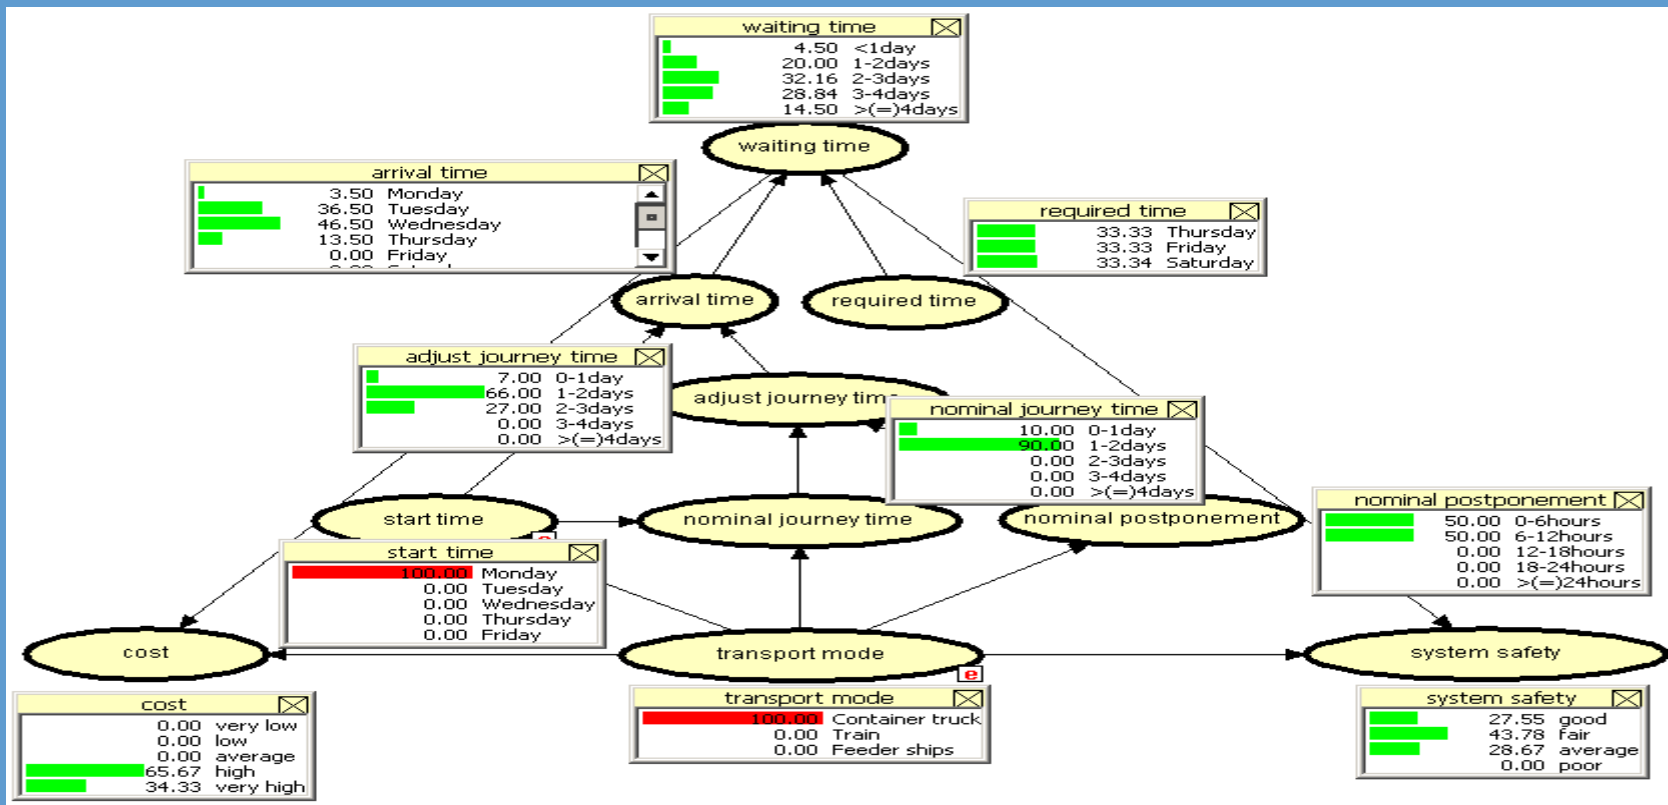 waiting time
4.50 <1day
20.00 1-2days
32.16 2-3days
28.84 3-4days
14.50 >(=)4days
waiting time
arrival time
3.50 Monday
36.50 Tuesday
46.50 Wednesday
13.50 Thursday
0.00 Friday
required time
33.33 Thursday
33.33 Friday
33.34 Saturday
arrival time
required time
adjust journey time
7.00 0-1day
66.00 1-2days
27.00 2-3days
0.00 3-4days
0.00 >(=)4days
adjust journey time
nominal journey time
10.00 0-1day
90.00 1-2days
0.00 2-3days
0.00 3-4days
0.00 >(=)4days
start time
nominal journey time
nominal postponement
e
nominal postponement
50.00 0-6hours
50.00 6-12hours
0.00 12-18hours
0.00 18-24hours
0.00 >(=)24hours
start time
100.00 Monday
0.00 Tuesday
0.00 Wednesday
0.00 Thursday
0.00 Friday
cost
transport mode
e
system safety
cost
0.00 very low
0.00 low
0.00 average
65.67 high
34.33 very high
transport mode
100.00 Container truck
0.00 Train
0.00 Feeder ships
system safety
27.55 good
43.78 fair
28.67 average
0.00 poor